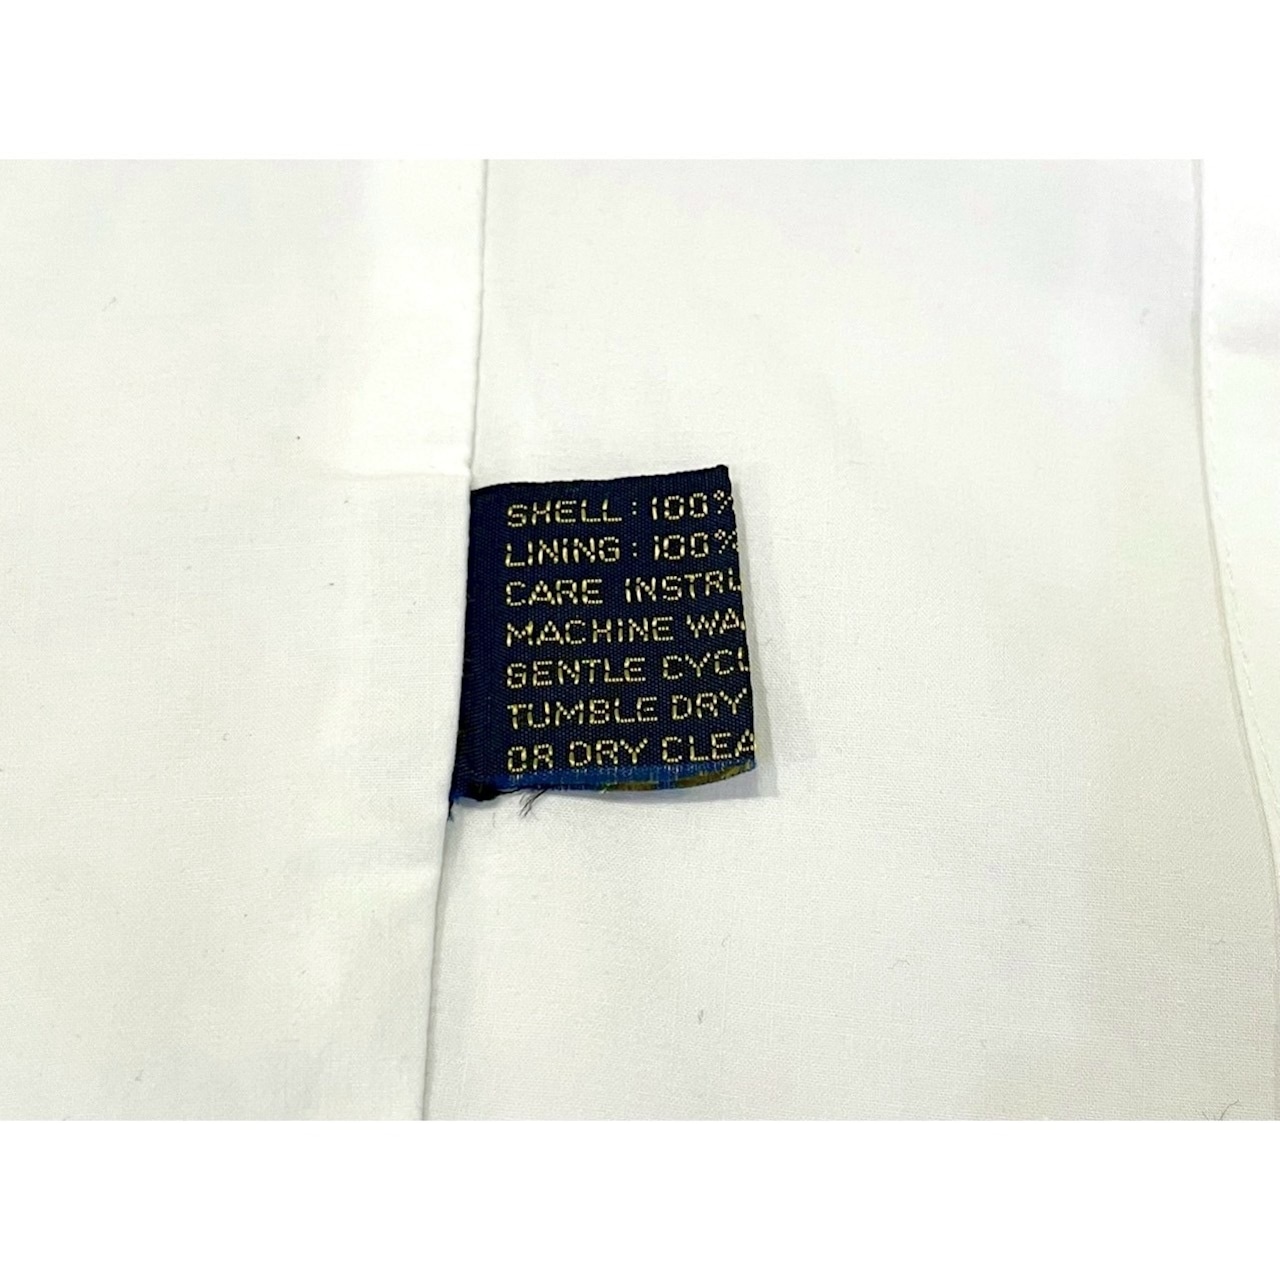 SHELL : 100%
LINING : 100%
CARE INSTRU
MACHINE WA
GENTLE CYCL
TUMBLE DRY
OR DRY CLEA